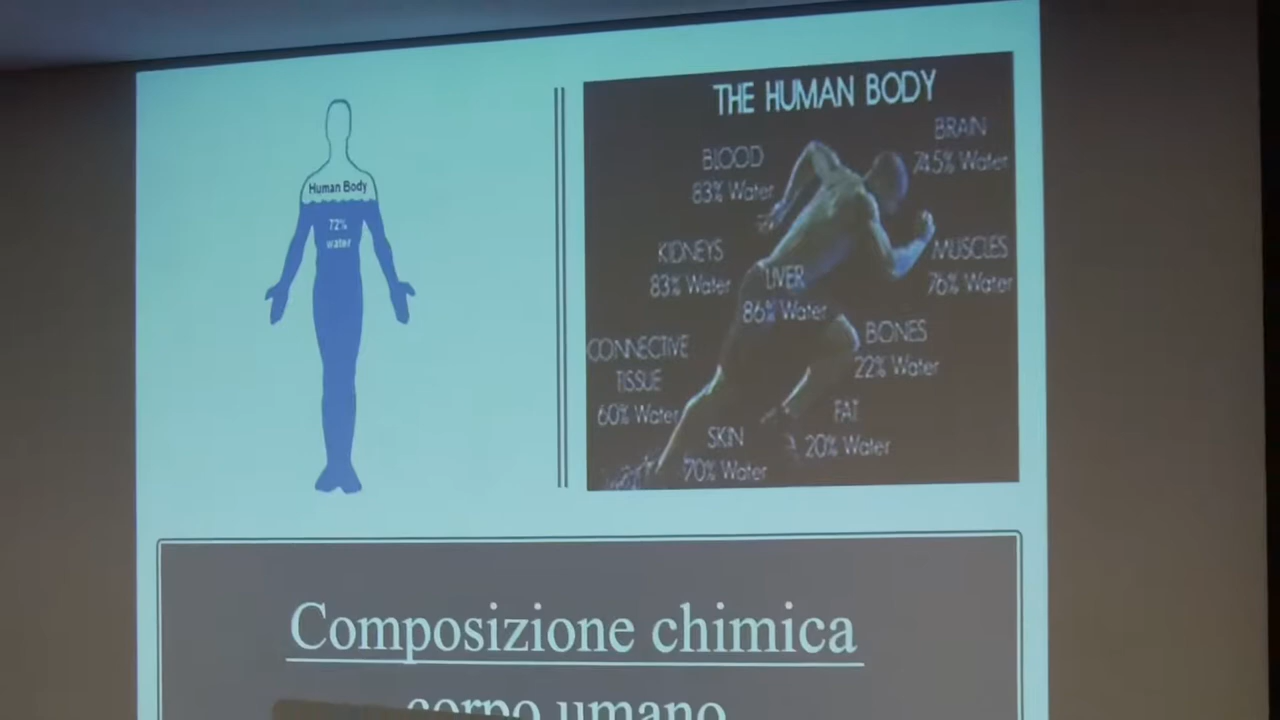 Human Body
72%
water
THE HUMAN BODY
BRAIN
74.5% Water
BLOOD
83% Water
KIDNEYS
83% Water
LIVER
86% Water
MUSCLES
76% Water
CONNECTIVE
TISSUE
60% Water
BONES
22% Water
FAT
20% Water
SKIN
70% Water
Composizione chimica
corpo umano